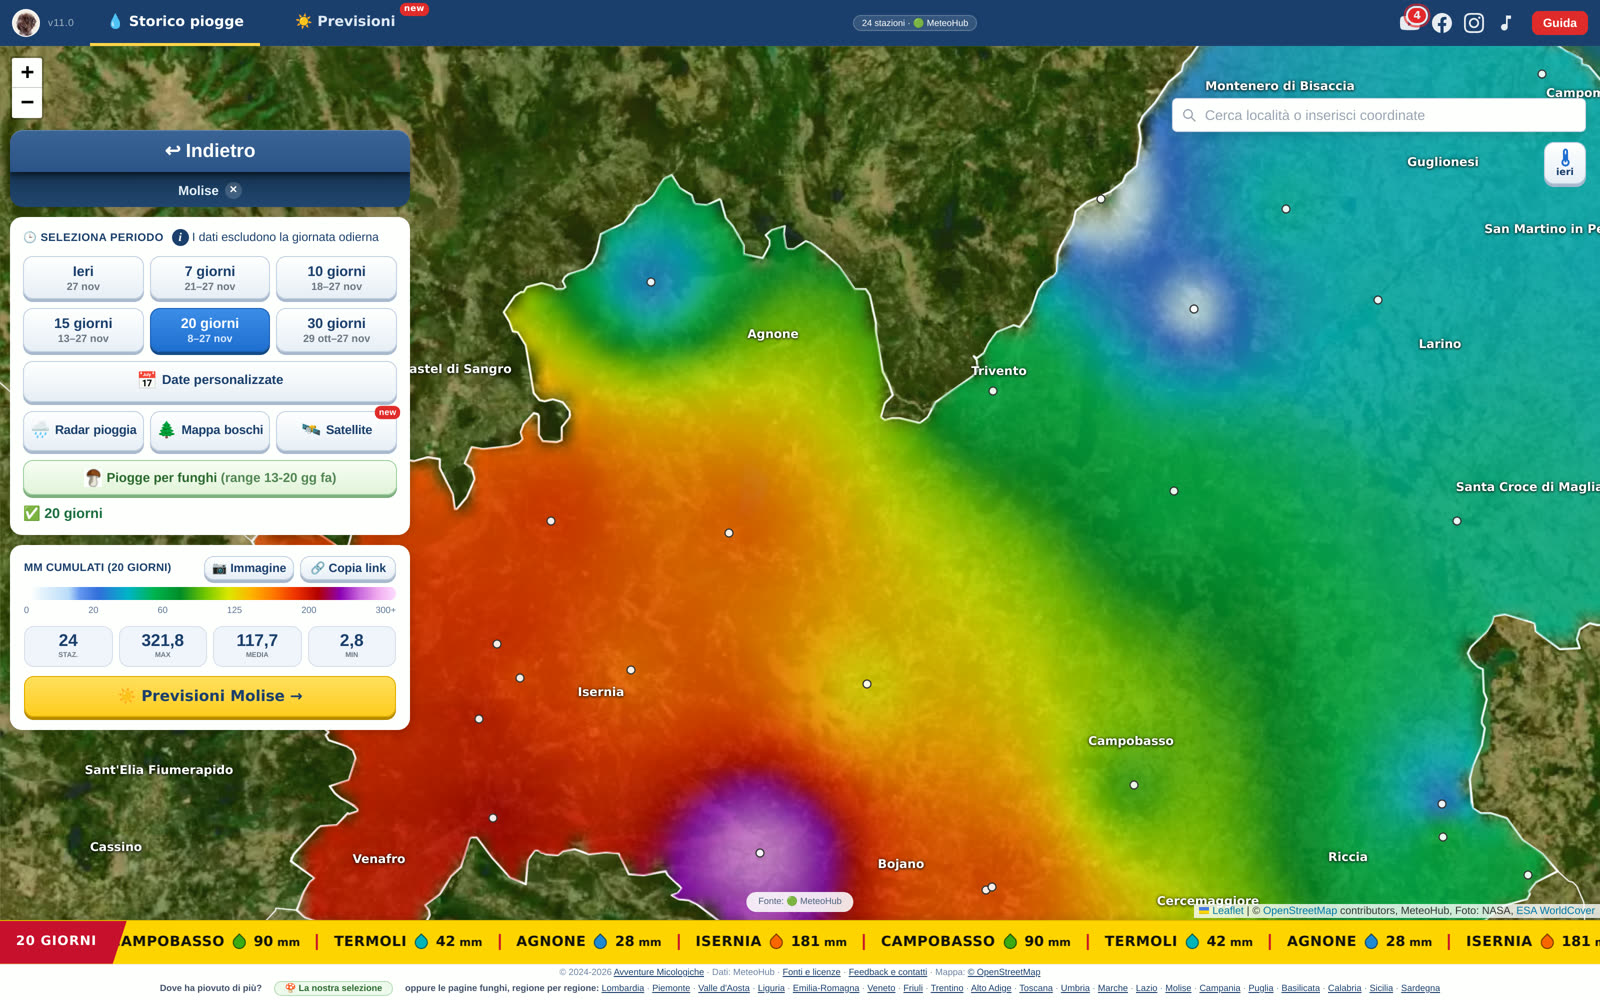 v11.0
💧 Storico piogge
☀️ Previsioni
new
24 stazioni · 🟢 MeteoHub
4
Guida
+
−
↩ Indietro
Molise ×
🕒 SELEZIONA PERIODO i I dati escludono la giornata odierna
Ieri
27 nov
7 giorni
21–27 nov
10 giorni
18–27 nov
15 giorni
13–27 nov
20 giorni
8–27 nov
30 giorni
29 ott–27 nov
📅 Date personalizzate
🌧️ Radar pioggia
🌲 Mappa boschi
🛰️ Satellite
new
🍄 Piogge per funghi (range 13-20 gg fa)
✅ 20 giorni
MM CUMULATI (20 GIORNI)
📷 Immagine
🔗 Copia link
0 20 60 125 200 300+
24
STAZ.
321,8
MAX
117,7
MEDIA
2,8
MIN
☀️ Previsioni Molise →
Cerca località o inserisci coordinate
ieri
Montenero di Bisaccia
Campom
Guglionesi
San Martino in Pe
Larino
Agnone
Trivento
astel di Sangro
Santa Croce di Maglia
Isernia
Campobasso
Sant'Elia Fiumerapido
Cassino
Venafro
Bojano
Riccia
Cercemaggiore
Fonte: 🟢 MeteoHub
Leaflet | © OpenStreetMap contributors, MeteoHub, Foto: NASA, ESA WorldCover
20 GIORNI
AMPOBASSO 90 mm | TERMOLI 42 mm | AGNONE 28 mm | ISERNIA 181 mm | CAMPOBASSO 90 mm | TERMOLI 42 mm | AGNONE 28 mm | ISERNIA 181 m
© 2024-2026 Avventure Micologiche · Dati: MeteoHub · Fonti e licenze · Feedback e contatti · Mappa: © OpenStreetMap
Dove ha piovuto di più? 🍄 La nostra selezione oppure le pagine funghi, regione per regione: Lombardia · Piemonte · Valle d'Aosta · Liguria · Emilia-Romagna · Veneto · Friuli · Trentino · Alto Adige · Toscana · Umbria · Marche · Lazio · Molise · Campania · Puglia · Basilicata · Calabria · Sicilia · Sardegna